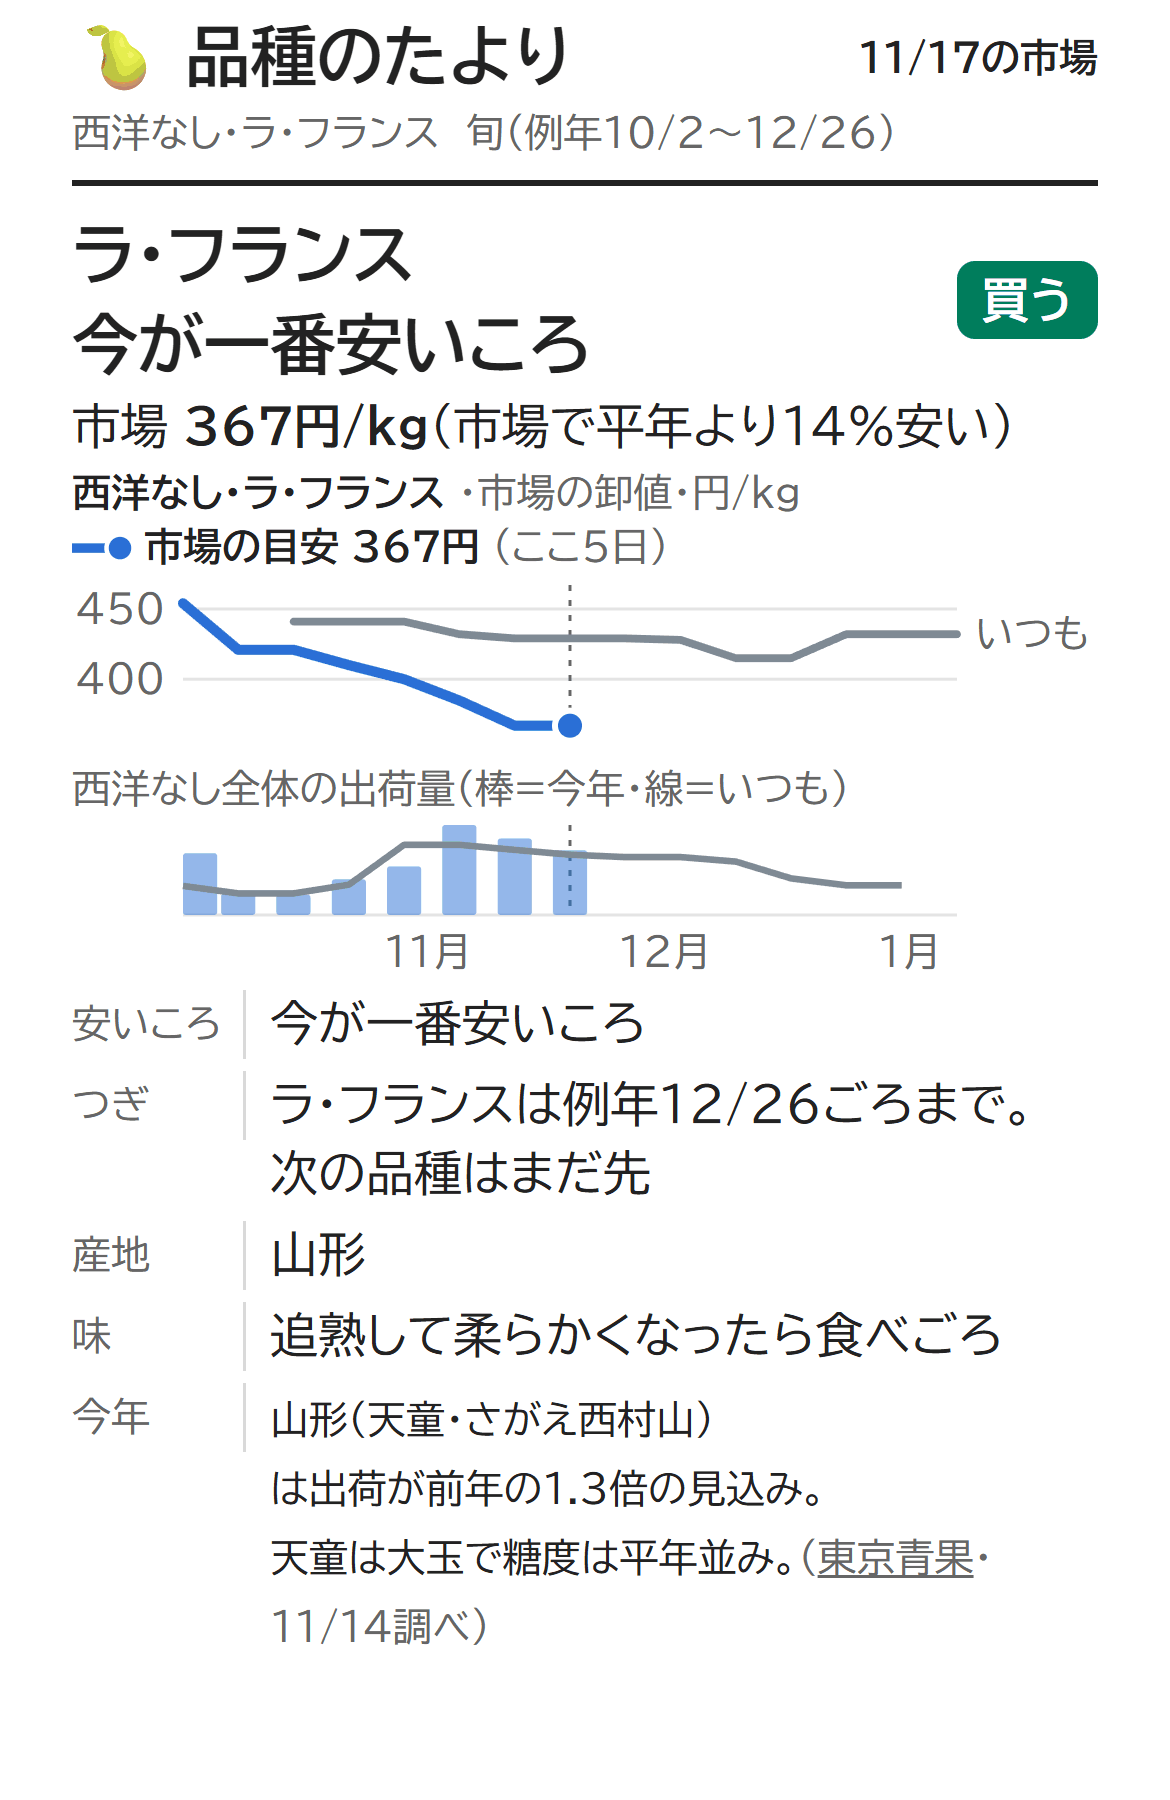 品種のたより
11/17の市場
西洋なし・ラ・フランス 旬(例年10/2〜12/26)
ラ・フランス
今が一番安いころ
買う
市場 367円/kg(市場で平年より14%安い)
西洋なし・ラ・フランス ・市場の卸値・円/kg
市場の目安 367円 (ここ5日)
450
いつも
400
西洋なし全体の出荷量(棒=今年・線=いつも)
11月 12月 1月
安いころ 今が一番安いころ
つぎ ラ・フランスは例年12/26ごろまで。
次の品種はまだ先
産地 山形
味 追熟して柔らかくなったら食べごろ
今年 山形(天童・さがえ西村山)
は出荷が前年の1.3倍の見込み。
天童は大玉で糖度は平年並み。(東京青果・
11/14調べ)